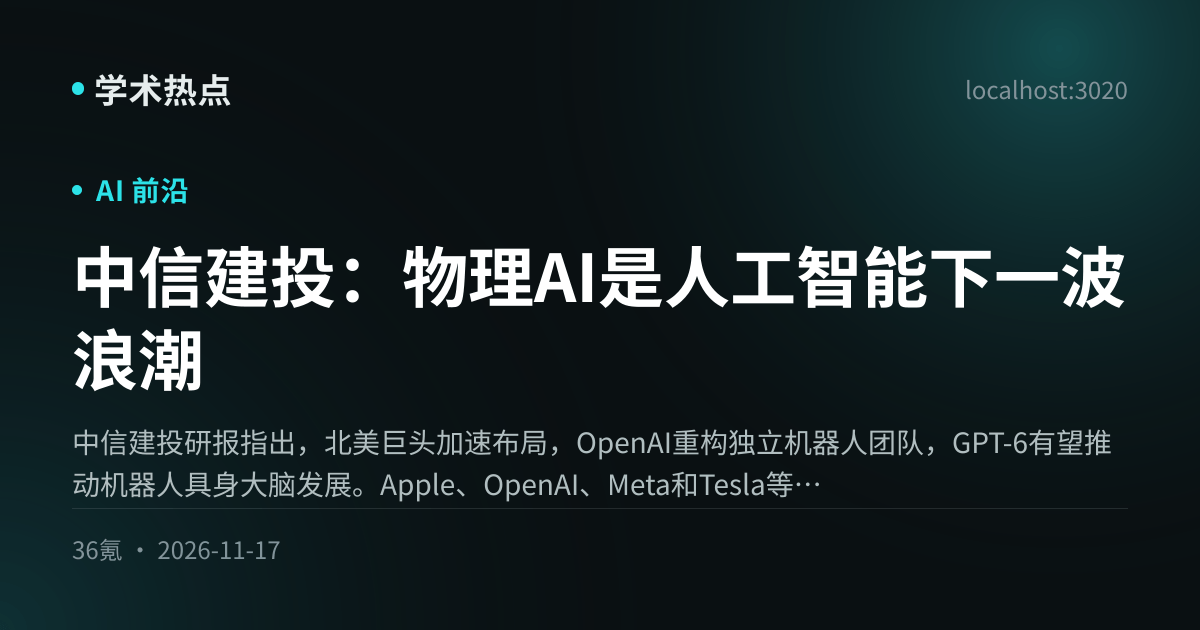 学术热点
localhost:3020
AI 前沿
中信建投：物理AI是人工智能下一波
浪潮
中信建投研报指出，北美巨头加速布局，OpenAI重构独立机器人团队，GPT-6有望推
动机器人具身大脑发展。Apple、OpenAI、Meta和Tesla等…
36氪 · 2026-11-17